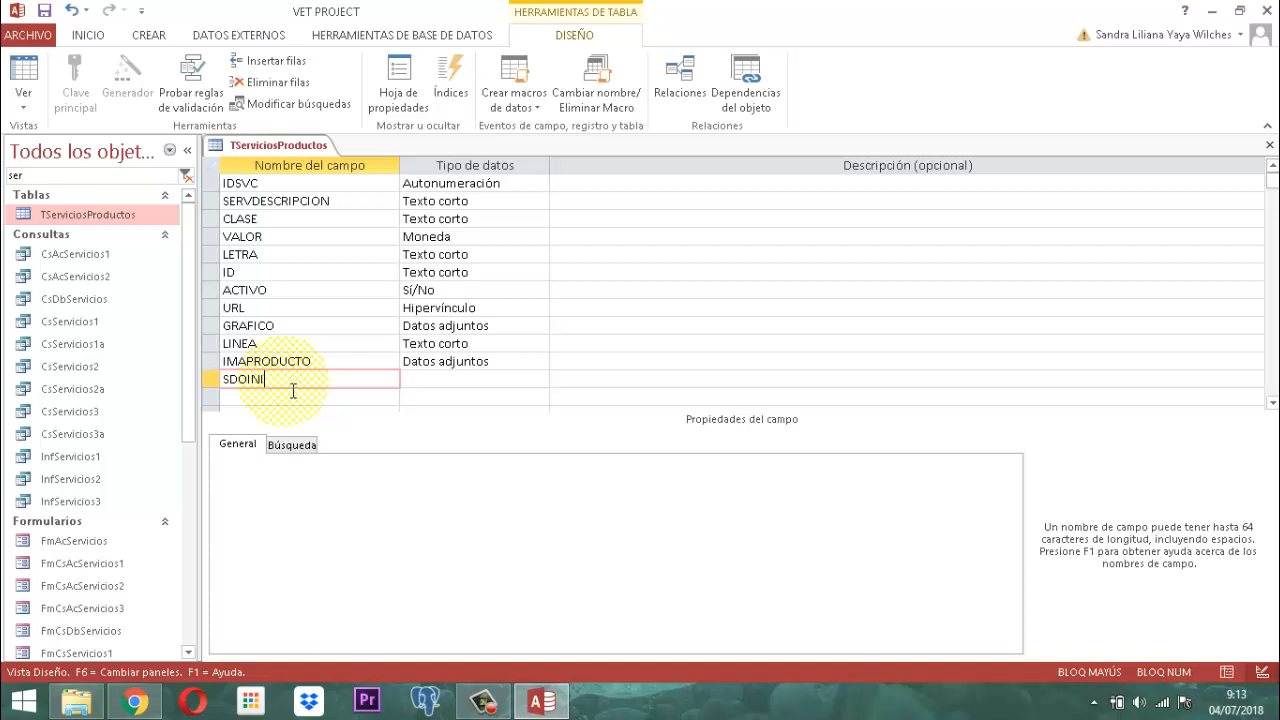 VET PROJECT
HERRAMIENTAS DE TABLA
ARCHIVO INICIO CREAR DATOS EXTERNOS HERRAMIENTAS DE BASE DE DATOS DISEÑO
Sandra Liliana Yaya Wilches
Ver
Vistas
Clave principal
Generador
Probar reglas de validación
Insertar filas
Eliminar filas
Modificar búsquedas
Herramientas
Hoja de propiedades
Índices
Mostrar u ocultar
Crear macros de datos
Cambiar nombre/ Eliminar Macro
Eventos de campo, registro y tabla
Relaciones
Dependencias del objeto
Relaciones
Todos los objet...
ser
Tablas
TServiciosProductos
Consultas
CsAcServicios1
CsAcServicios2
CsDbServicios
CsServicios1
CsServicios1a
CsServicios2
CsServicios2a
CsServicios3
CsServicios3a
InfServicios1
InfServicios2
InfServicios3
Formularios
FmAcServicios
FmCsAcServicios1
FmCsAcServicios2
FmCsAcServicios3
FmCsDbServicios
FmCsServicios1
TServiciosProductos
Nombre del campo Tipo de datos Descripción (opcional)
IDSVC Autonumeración
SERVDESCRIPCION Texto corto
CLASE Texto corto
VALOR Moneda
LETRA Texto corto
ID Texto corto
ACTIVO Sí/No
URL Hipervínculo
GRAFICO Datos adjuntos
LINEA Texto corto
IMAPRODUCTO Datos adjuntos
SDOINI
Propiedades del campo
General Búsqueda
Un nombre de campo puede tener hasta 64
caracteres de longitud, incluyendo espacios.
Presione F1 para obtener ayuda acerca de los
nombres de campo.
Vista Diseño. F6 = Cambiar paneles. F1 = Ayuda.
BLOQ MAYÚS BLOQ NUM
Pr
9:13
04/07/2018